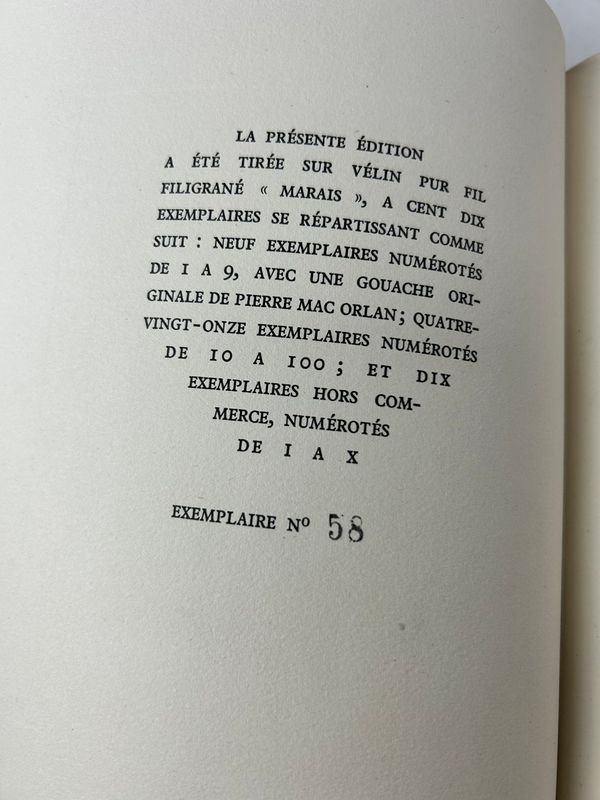 LA PRÉSENTE ÉDITION
A ÉTÉ TIRÉE SUR VÉLIN PUR FIL
FILIGRANÉ « MARAIS », A CENT DIX
EXEMPLAIRES SE RÉPARTISSANT COMME
SUIT : NEUF EXEMPLAIRES NUMÉROTÉS
DE 1 A 9, AVEC UNE GOUACHE ORI-
GINALE DE PIERRE MAC ORLAN; QUATRE-
VINGT-ONZE EXEMPLAIRES NUMÉROTÉS
DE 10 A 100 ; ET DIX
EXEMPLAIRES HORS COM-
MERCE, NUMÉROTÉS
DE I A X
EXEMPLAIRE Nº 58